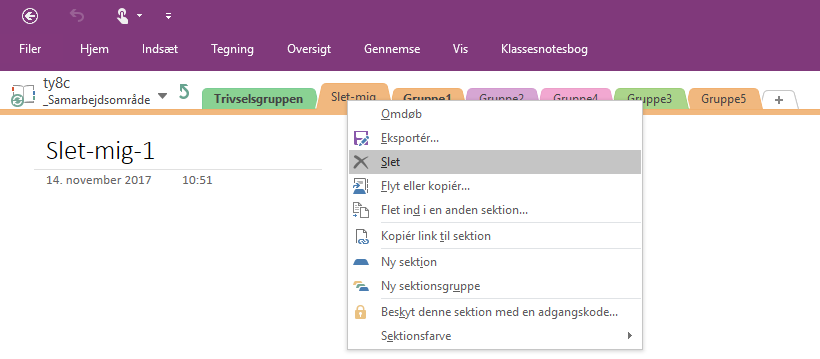 Filer Hjem Indsæt Tegning Oversigt Gennemse Vis Klassesnotesbog
ty8c
_Samarbejdsområde
Trivselsgruppen Slet-mig Gruppe1 Gruppe2 Gruppe4 Gruppe3 Gruppe5 +
Slet-mig-1
14. november 2017 10:51
Omdøb
Eksportér...
Slet
Flyt eller kopiér...
Flet ind i en anden sektion...
Kopiér link til sektion
Ny sektion
Ny sektionsgruppe
Beskyt denne sektion med en adgangskode...
Sektionsfarve